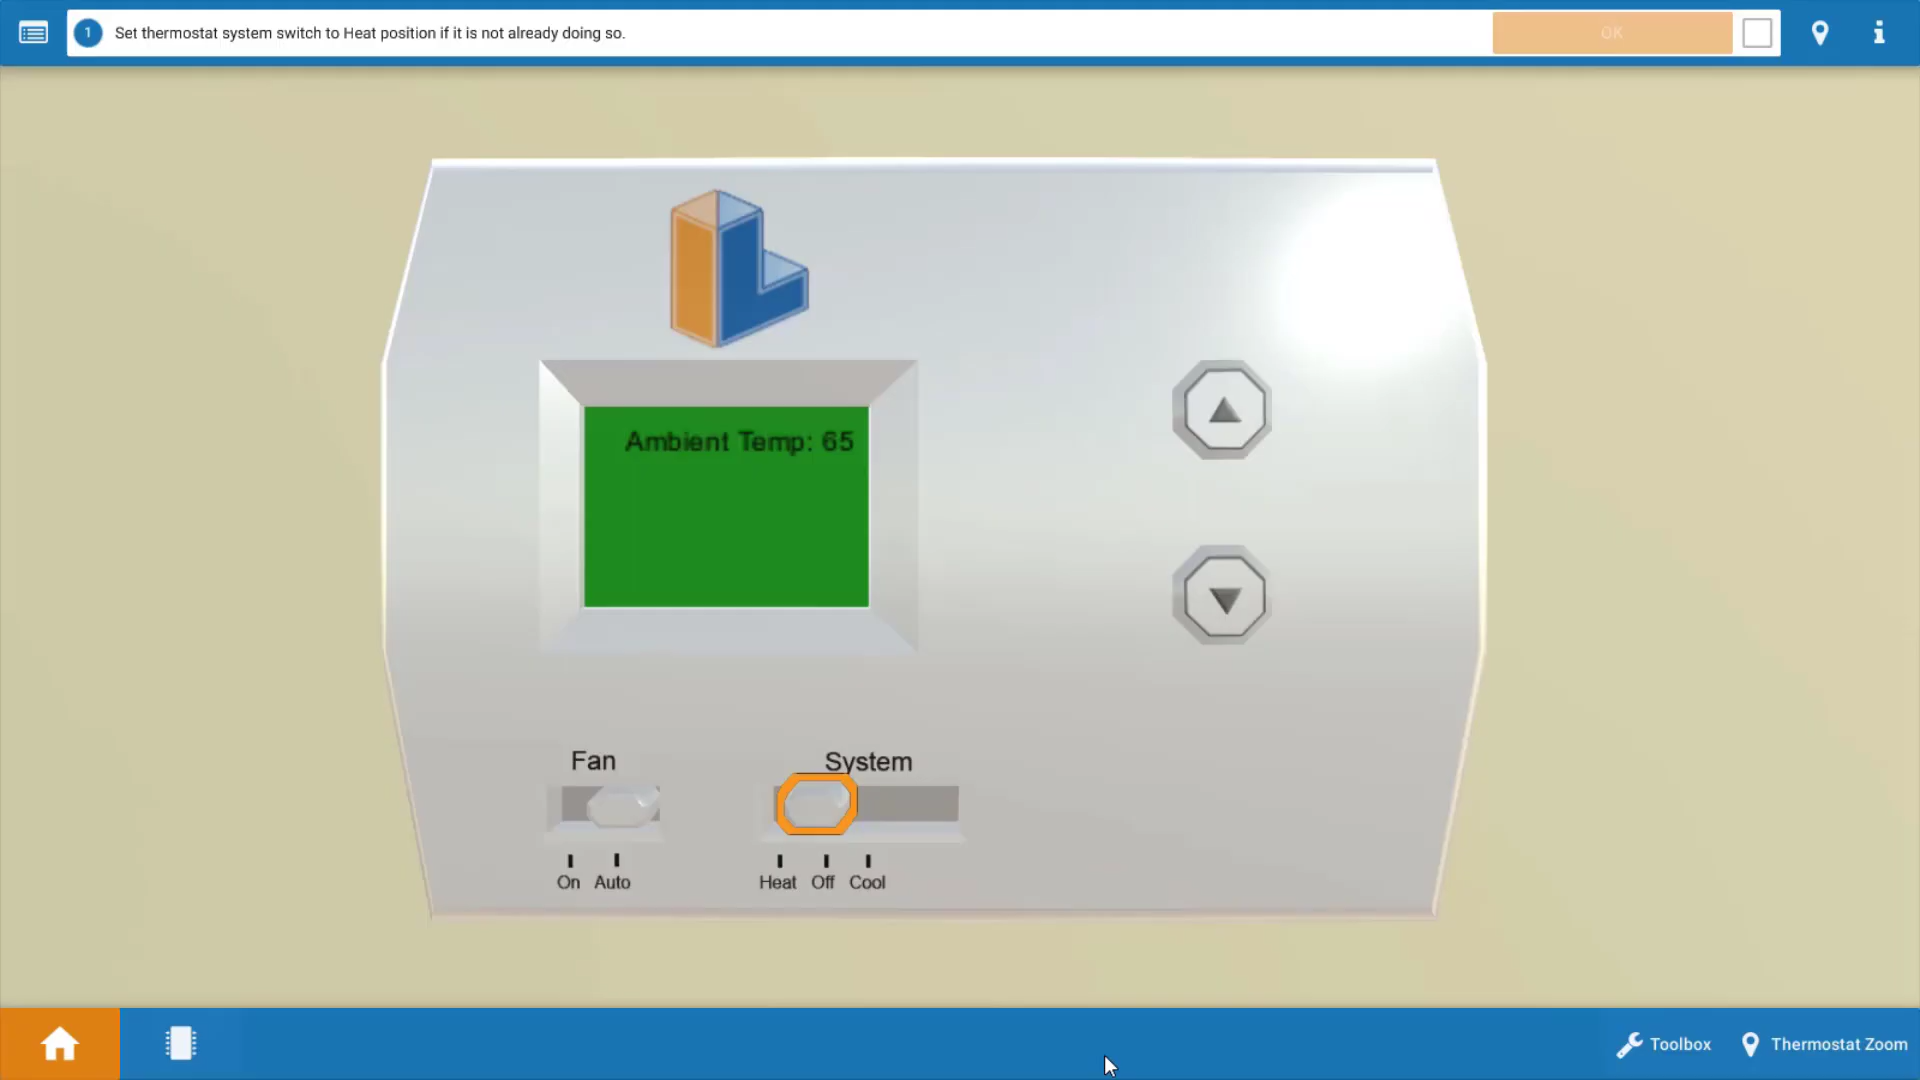 1 Set thermostat system switch to Heat position if it is not already doing so. OK
Ambient Temp: 65
Fan System
On Auto Heat Off Cool
Toolbox Thermostat Zoom